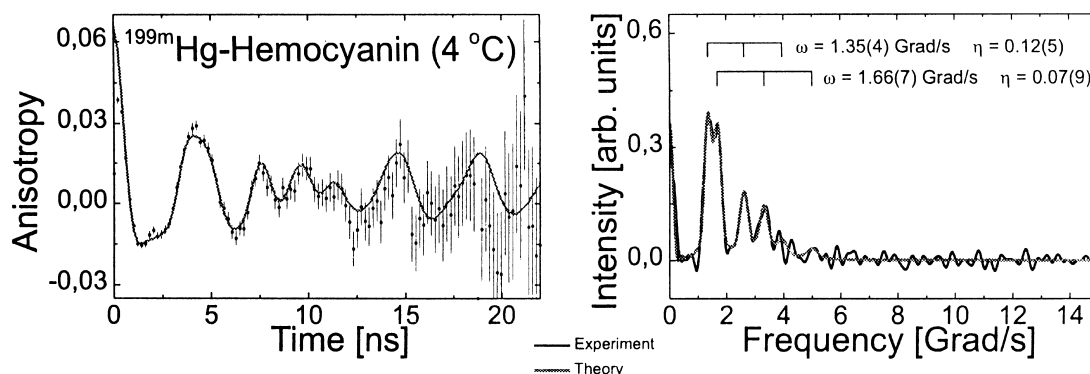 0,06
0,03
0,00
-0,03
Anisotropy
199mHg-Hemocyanin (4 °C)
0 5 10 15 20
Time [ns]
0,6
0,3
0,0
Intensity [arb. units]
ω = 1.35(4) Grad/s η = 0.12(5)
ω = 1.66(7) Grad/s η = 0.07(9)
0 2 4 6 8 10 12 14
Frequency [Grad/s]
Experiment
Theory